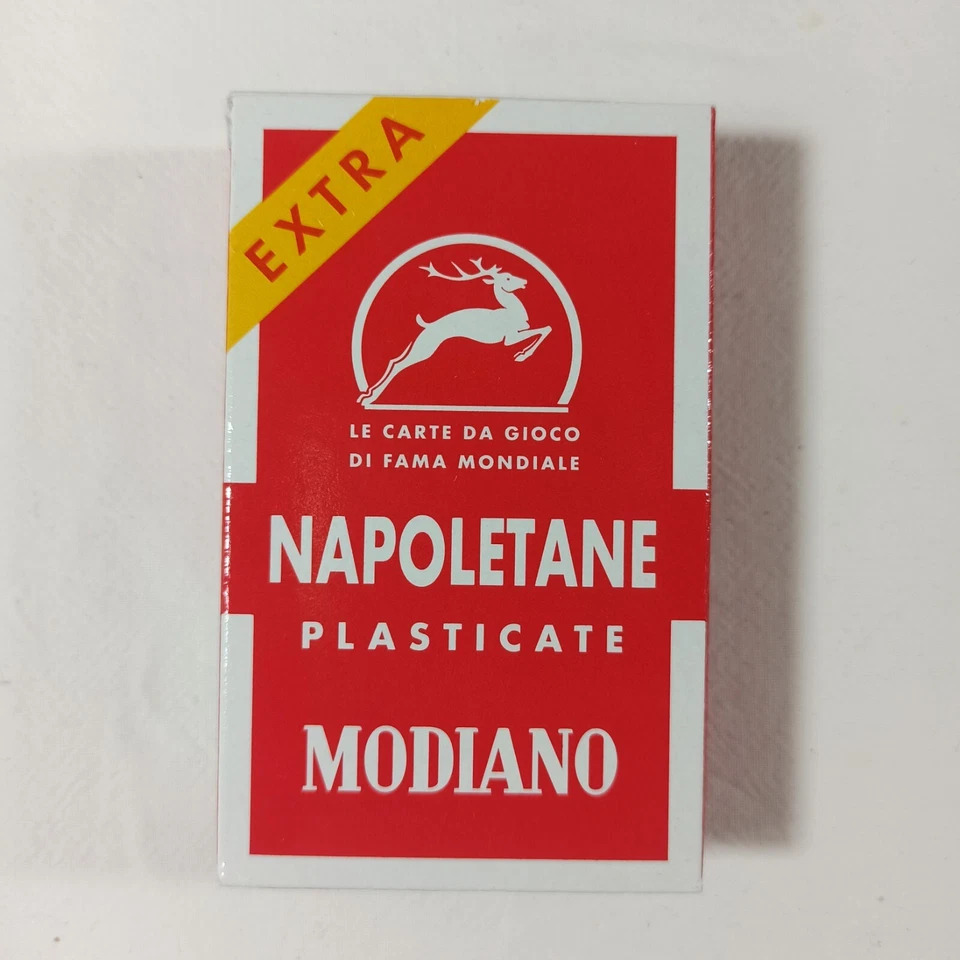 EXTRA
LE CARTE DA GIOCO
DI FAMA MONDIALE
NAPOLETANE
PLASTICATE
MODIANO